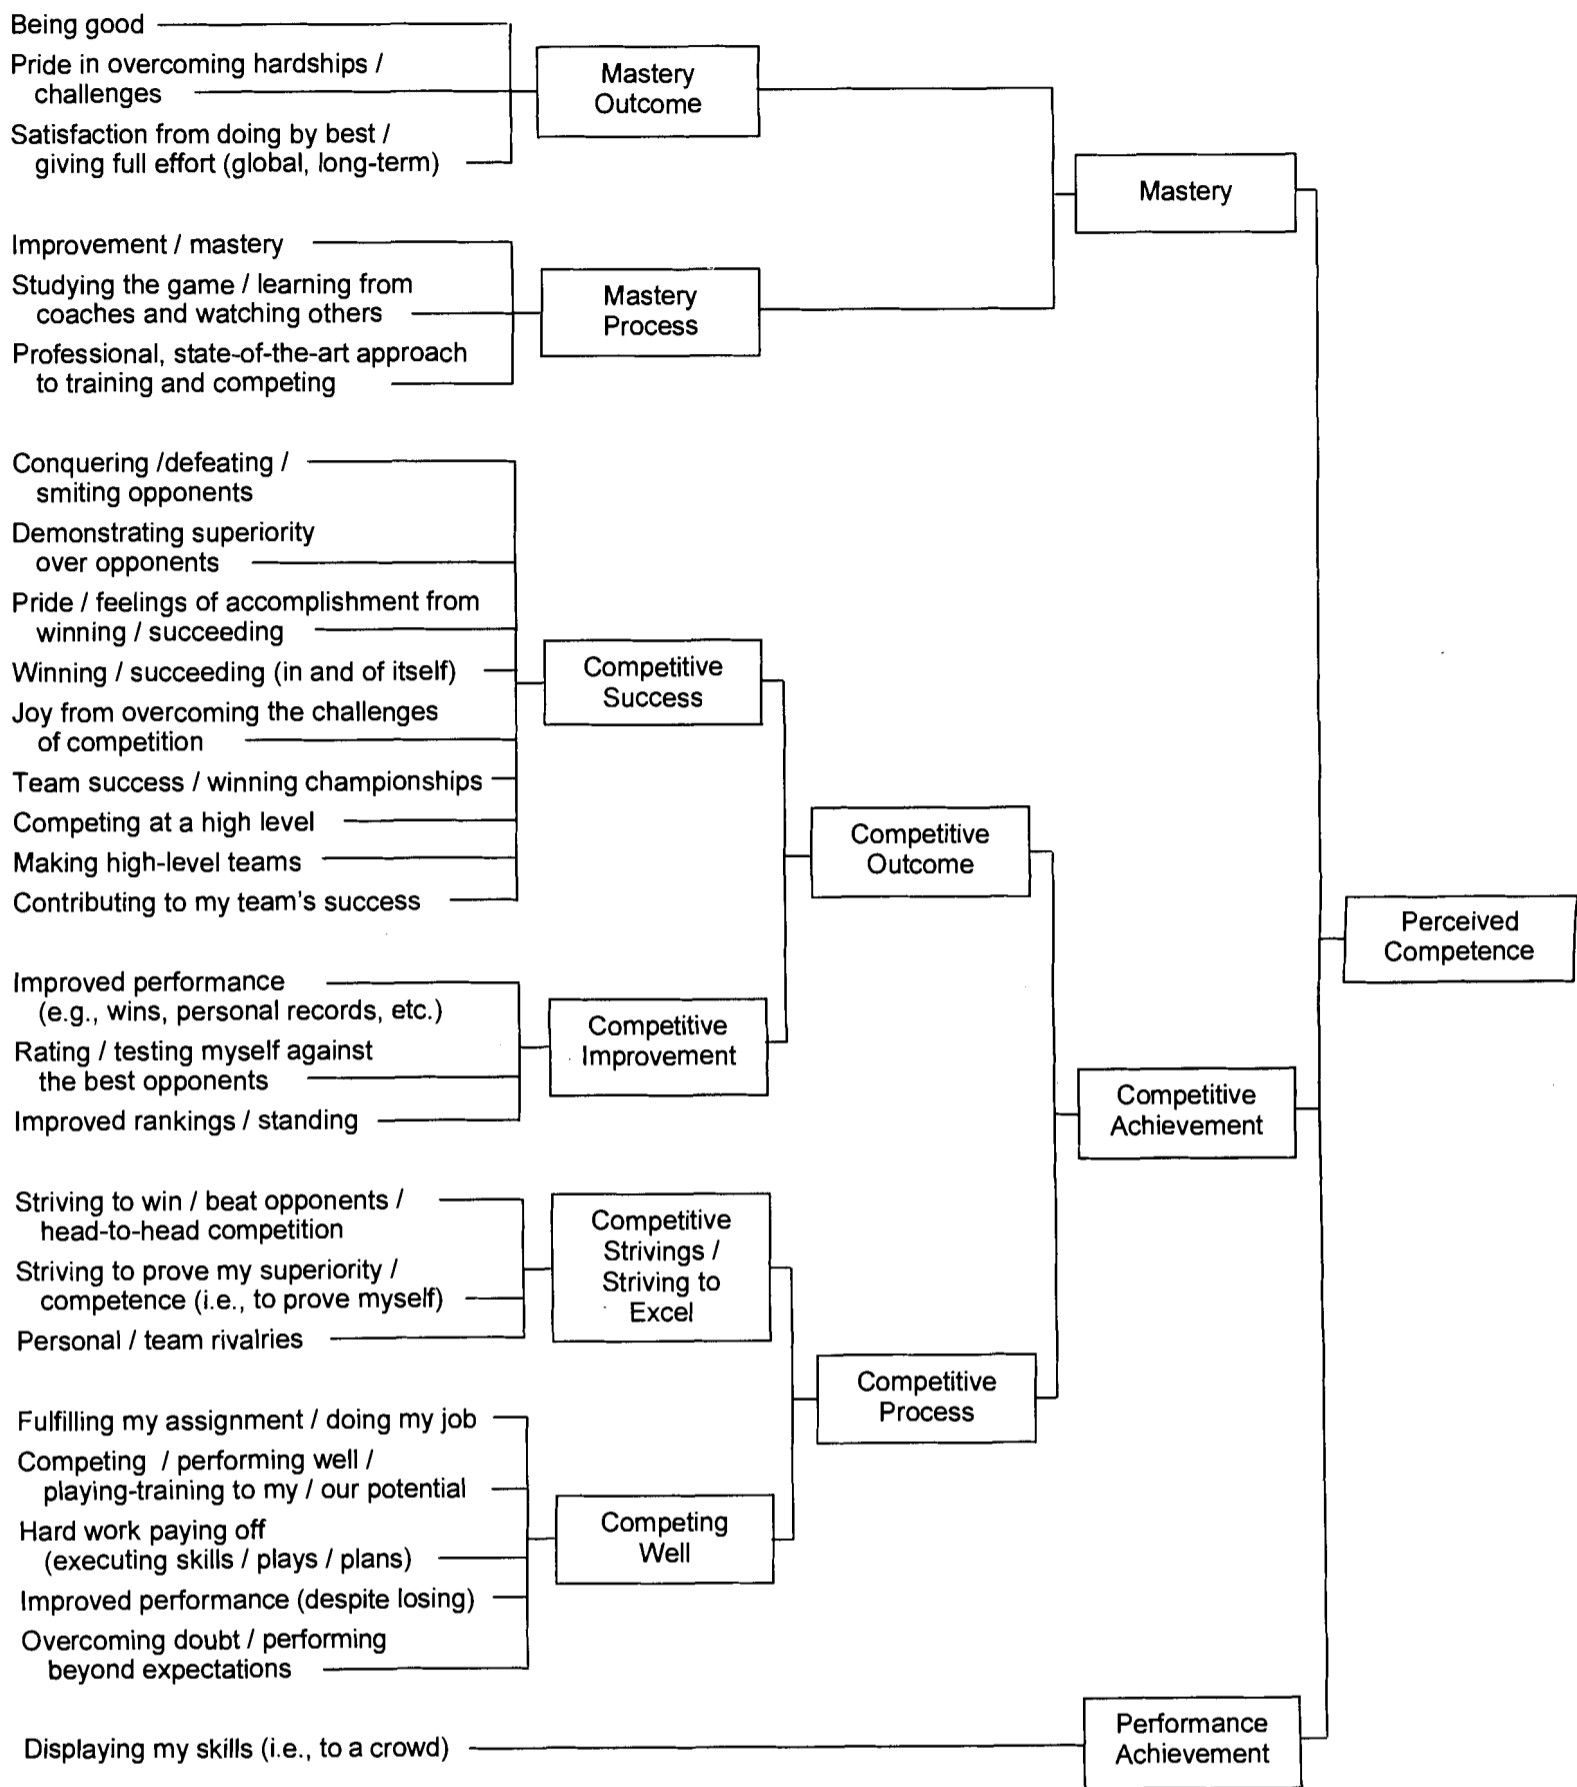 Being good
Pride in overcoming hardships /
challenges
Satisfaction from doing by best /
giving full effort (global, long-term)
Mastery
Outcome
Mastery
Improvement / mastery
Studying the game / learning from
coaches and watching others
Professional, state-of-the-art approach
to training and competing
Mastery
Process
Conquering /defeating /
smiting opponents
Demonstrating superiority
over opponents
Pride / feelings of accomplishment from
winning / succeeding
Winning / succeeding (in and of itself)
Joy from overcoming the challenges
of competition
Team success / winning championships
Competing at a high level
Making high-level teams
Contributing to my team's success
Competitive
Success
Competitive
Outcome
Perceived
Competence
Improved performance
(e.g., wins, personal records, etc.)
Rating / testing myself against
the best opponents
Improved rankings / standing
Competitive
Improvement
Competitive
Achievement
Striving to win / beat opponents /
head-to-head competition
Striving to prove my superiority /
competence (i.e., to prove myself)
Personal / team rivalries
Competitive
Strivings /
Striving to
Excel
Competitive
Process
Fulfilling my assignment / doing my job
Competing / performing well /
playing-training to my / our potential
Hard work paying off
(executing skills / plays / plans)
Improved performance (despite losing)
Overcoming doubt / performing
beyond expectations
Competing
Well
Displaying my skills (i.e., to a crowd)
Performance
Achievement